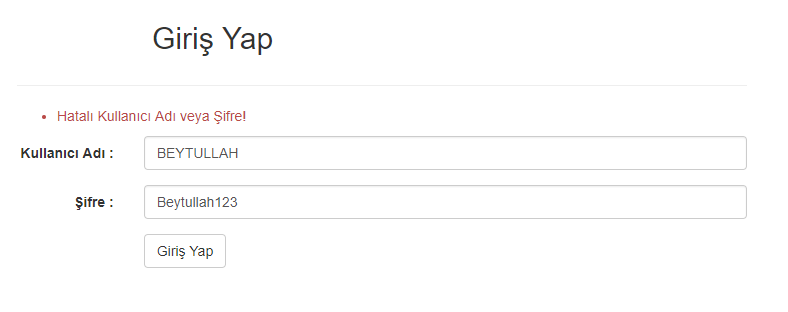 Giriş Yap
Hatalı Kullanıcı Adı veya Şifre!
Kullanıcı Adı : BEYTULLAH
Şifre : Beytullah123
Giriş Yap